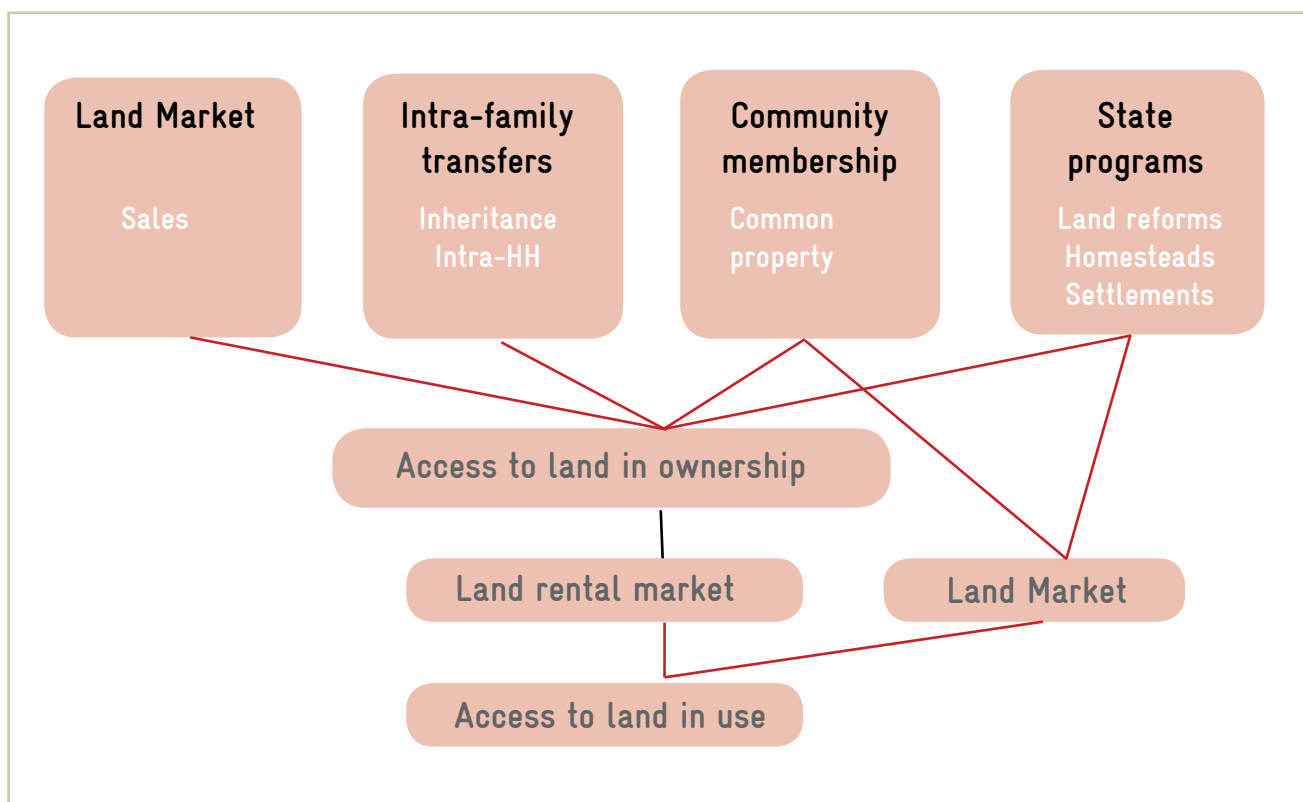 Land Market
Sales
Intra-family
transfers
Inheritance
Intra-HH
Community
membership
Common
property
State
programs
Land reforms
Homesteads
Settlements
Access to land in ownership
Land rental market
Land Market
Access to land in use